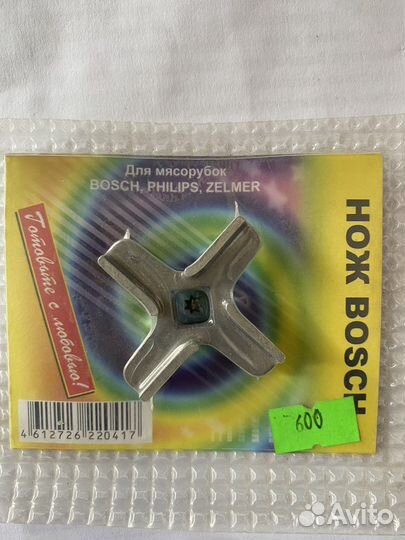 Для мясорубок
BOSCH, PHILIPS, ZELMER
НОЖ BOSCH
Готовьте с любовью!
4 612726 220417
600
Avito